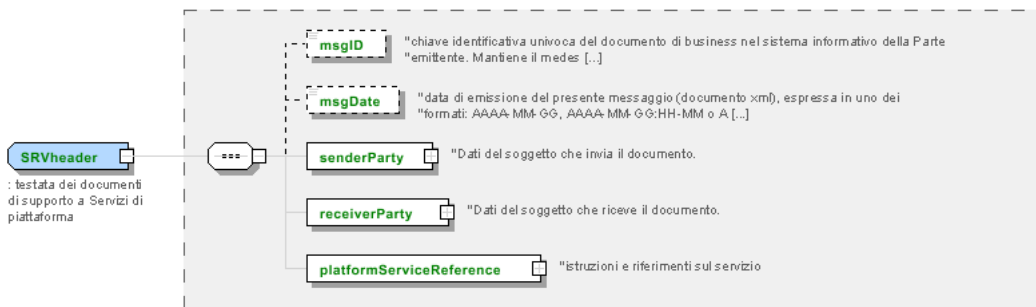 msgID
"chiave identificativa univoca del documento di business nel sistema informativo della Parte
"emittente. Mantiene il medes [...]
msgDate
"data di emissione del presente messaggio (documento xml), espressa in uno dei
"formati: AAAA-MM-GG, AAAA-MM-GG:HH-MM o A [...]
SRVheader
: testata dei documenti
di supporto a Servizi di
piattaforma
senderParty
"Dati del soggetto che invia il documento.
receiverParty
"Dati del soggetto che riceve il documento.
platformServiceReference
"istruzioni e riferimenti sul servizio